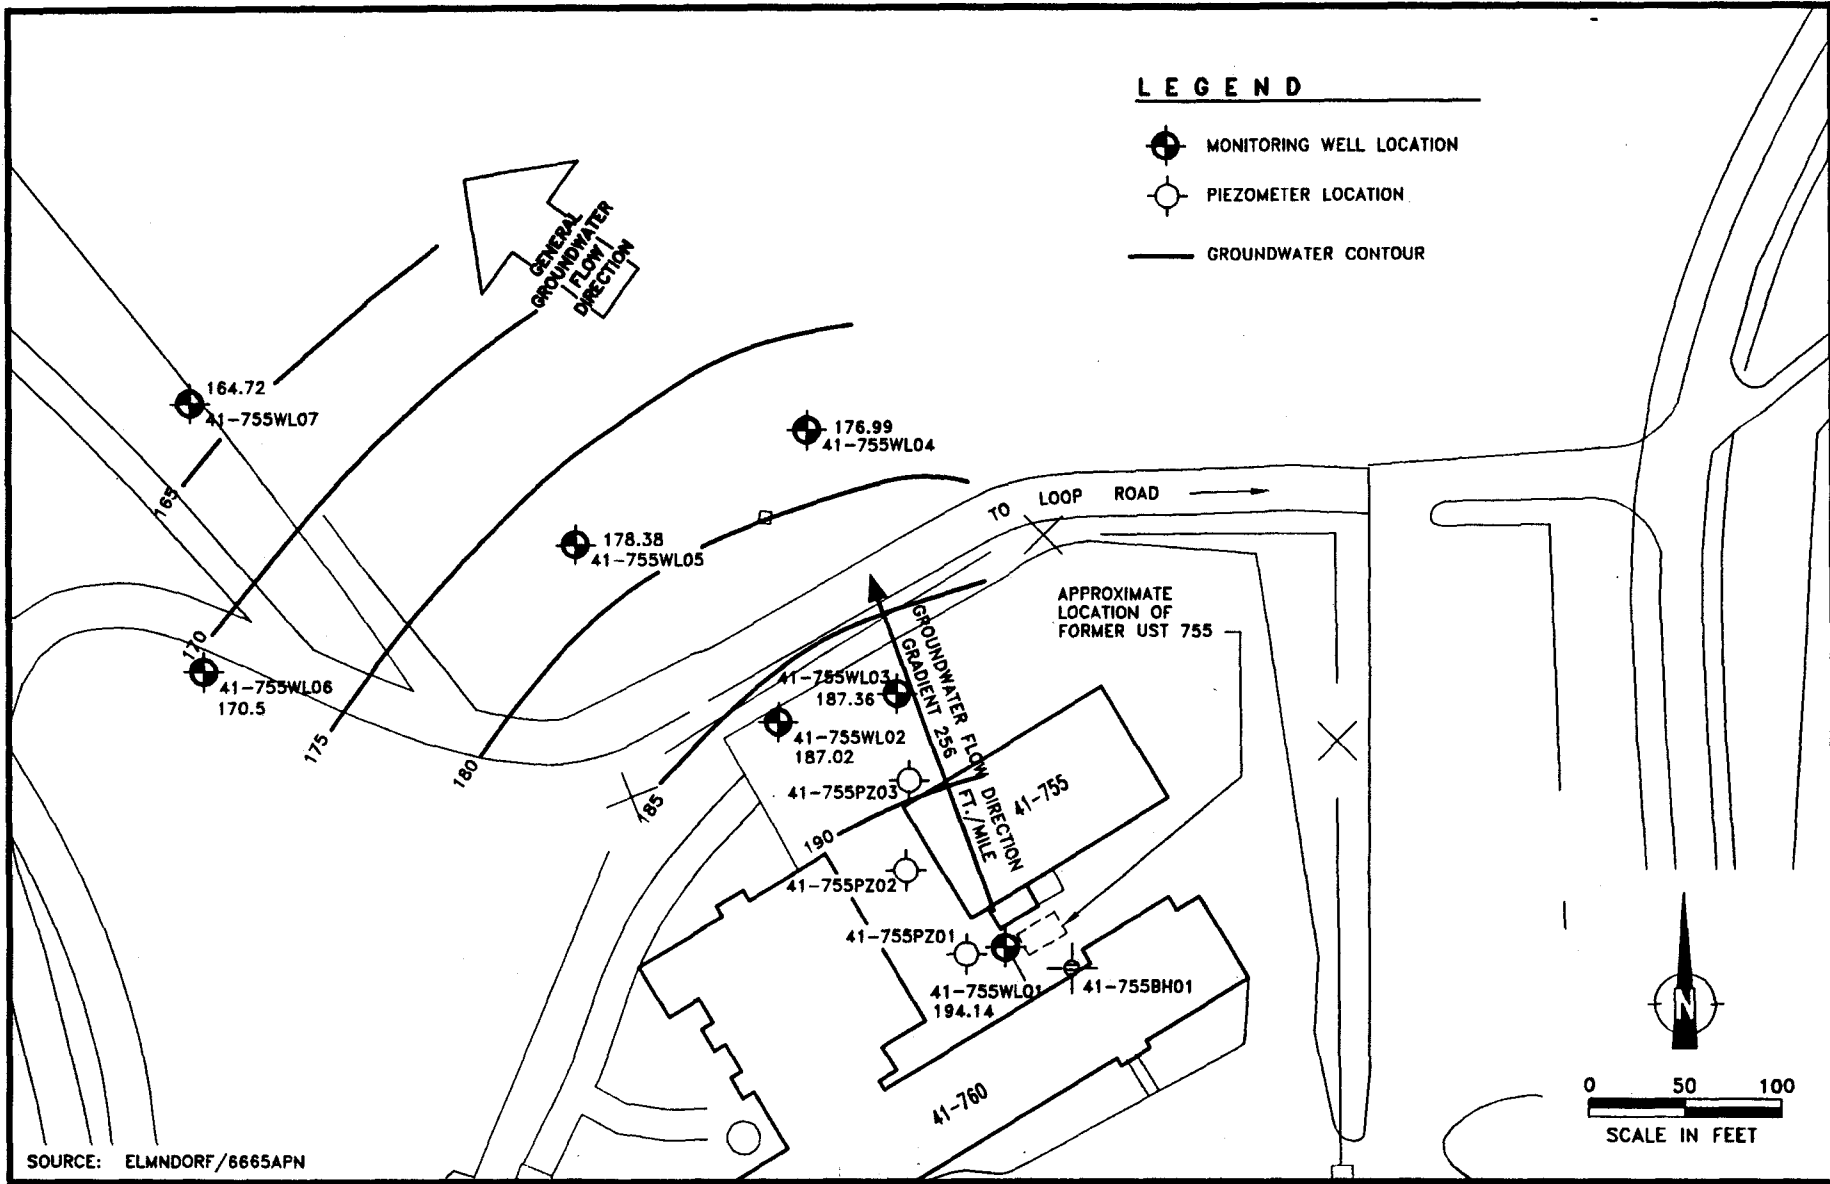 LEGEND
MONITORING WELL LOCATION
PIEZOMETER LOCATION
GROUNDWATER CONTOUR
GENERAL
GROUNDWATER
FLOW
DIRECTION
164.72
41-755WL07
165
176.99
41-755WL04
178.38
41-755WL05
TO LOOP ROAD
APPROXIMATE
LOCATION OF
FORMER UST 755
170
41-755WL06
170.5
175
180
185
41-755WL03
187.36
41-755WL02
187.02
GROUNDWATER FLOW DIRECTION
GRADIENT 256 FT./MILE
41-755PZ03
41-755
190
41-755PZ02
41-755PZ01
41-755WL01
194.14
41-755BH01
41-760
N
0 50 100
SCALE IN FEET
SOURCE: ELMNDORF/6665APN